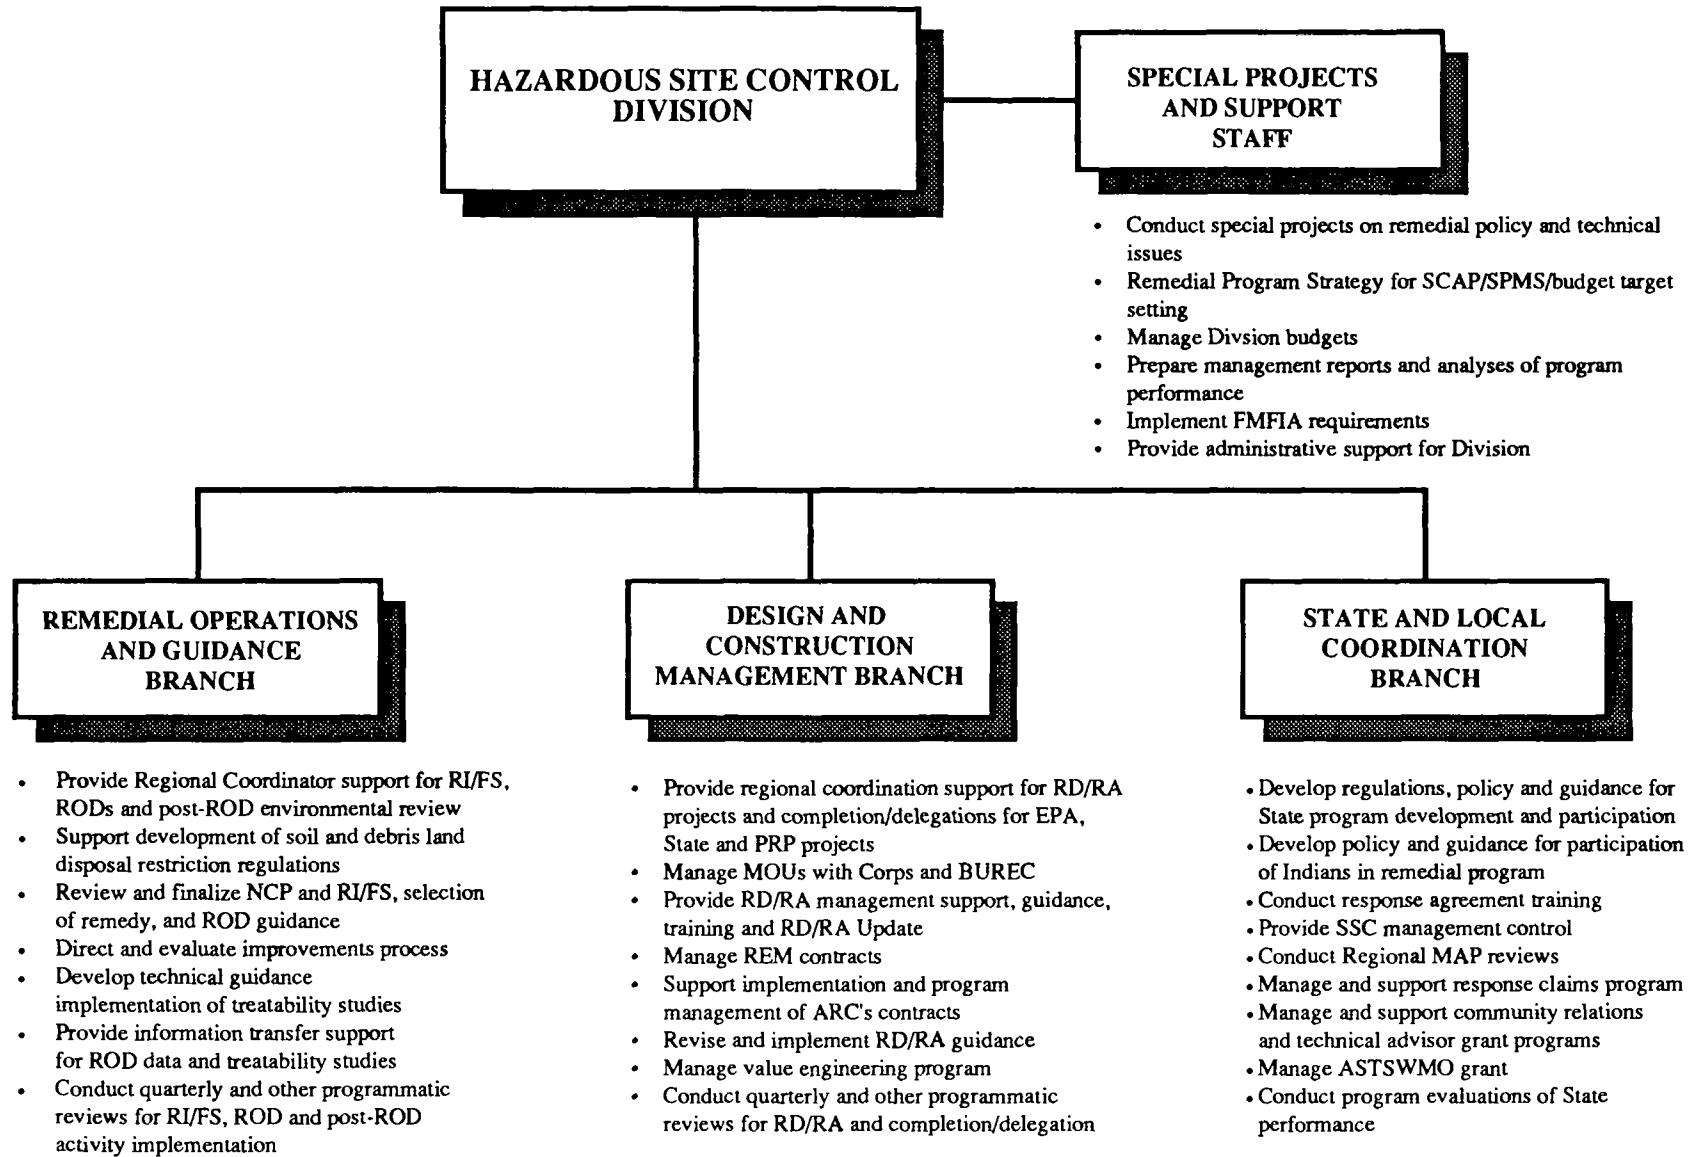 HAZARDOUS SITE CONTROL
DIVISION
SPECIAL PROJECTS
AND SUPPORT
STAFF
• Conduct special projects on remedial policy and technical
issues
• Remedial Program Strategy for SCAP/SPMS/budget target
setting
• Manage Divsion budgets
• Prepare management reports and analyses of program
performance
• Implement FMFIA requirements
• Provide administrative support for Division
REMEDIAL OPERATIONS
AND GUIDANCE
BRANCH
• Provide Regional Coordinator support for RI/FS,
RODs and post-ROD environmental review
• Support development of soil and debris land
disposal restriction regulations
• Review and finalize NCP and RI/FS, selection
of remedy, and ROD guidance
• Direct and evaluate improvements process
• Develop technical guidance
implementation of treatability studies
• Provide information transfer support
for ROD data and treatability studies
• Conduct quarterly and other programmatic
reviews for RI/FS, ROD and post-ROD
activity implementation
DESIGN AND
CONSTRUCTION
MANAGEMENT BRANCH
• Provide regional coordination support for RD/RA
projects and completion/delegations for EPA,
State and PRP projects
• Manage MOUs with Corps and BUREC
• Provide RD/RA management support, guidance,
training and RD/RA Update
• Manage REM contracts
• Support implementation and program
management of ARC's contracts
• Revise and implement RD/RA guidance
• Manage value engineering program
• Conduct quarterly and other programmatic
reviews for RD/RA and completion/delegation
STATE AND LOCAL
COORDINATION
BRANCH
• Develop regulations, policy and guidance for
State program development and participation
• Develop policy and guidance for participation
of Indians in remedial program
• Conduct response agreement training
• Provide SSC management control
• Conduct Regional MAP reviews
• Manage and support response claims program
• Manage and support community relations
and technical advisor grant programs
• Manage ASTSWMO grant
• Conduct program evaluations of State
performance